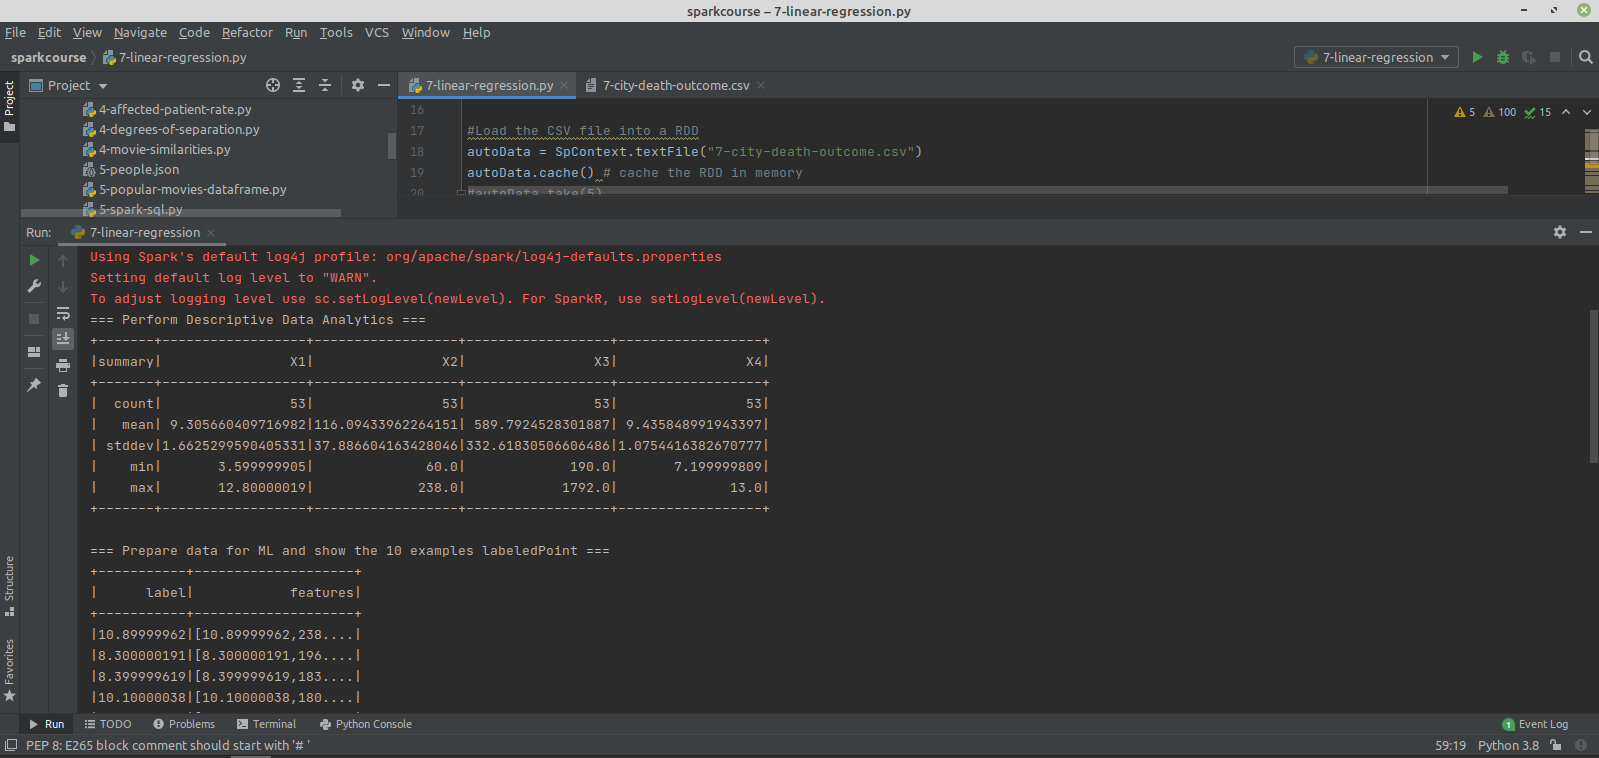 sparkcourse – 7-linear-regression.py
File Edit View Navigate Code Refactor Run Tools VCS Window Help
sparkcourse 7-linear-regression.py
7-linear-regression
Project
Project
7-linear-regression.py
7-city-death-outcome.csv
4-affected-patient-rate.py
4-degrees-of-separation.py
4-movie-similarities.py
5-people.json
5-popular-movies-dataframe.py
5-spark-sql.py
16
5 100 15
17 #Load the CSV file into a RDD
18 autoData = SpContext.textFile("7-city-death-outcome.csv")
19 autoData.cache() # cache the RDD in memory
20 #autoData.take(5)
Run: 7-linear-regression
Using Spark's default log4j profile: org/apache/spark/log4j-defaults.properties
Setting default log level to "WARN".
To adjust logging level use sc.setLogLevel(newLevel). For SparkR, use setLogLevel(newLevel).
=== Perform Descriptive Data Analytics ===
+-------+------------------+------------------+------------------+------------------+
|summary|                X1|                X2|                X3|                X4|
+-------+------------------+------------------+------------------+------------------+
|  count|                53|                53|                53|                53|
|   mean| 9.305660409716982|116.09433962264151| 589.7924528301887| 9.435848991943397|
| stddev|1.6625299590405331|37.886604163428046|332.61830506606486|1.0754416382670777|
|    min|       3.599999905|              60.0|             190.0|       7.199999809|
|    max|       12.80000019|             238.0|            1792.0|              13.0|
+-------+------------------+------------------+------------------+------------------+
=== Prepare data for ML and show the 10 examples labeledPoint ===
+-----------+--------------------+
|      label|            features|
+-----------+--------------------+
|10.89999962|[10.89999962,238....|
|8.300000191|[8.300000191,196....|
|8.399999619|[8.399999619,183....|
|10.10000038|[10.10000038,180....|
Structure
Favorites
Run TODO Problems Terminal Python Console
1 Event Log
PEP 8: E265 block comment should start with '# '
59:19 Python 3.8